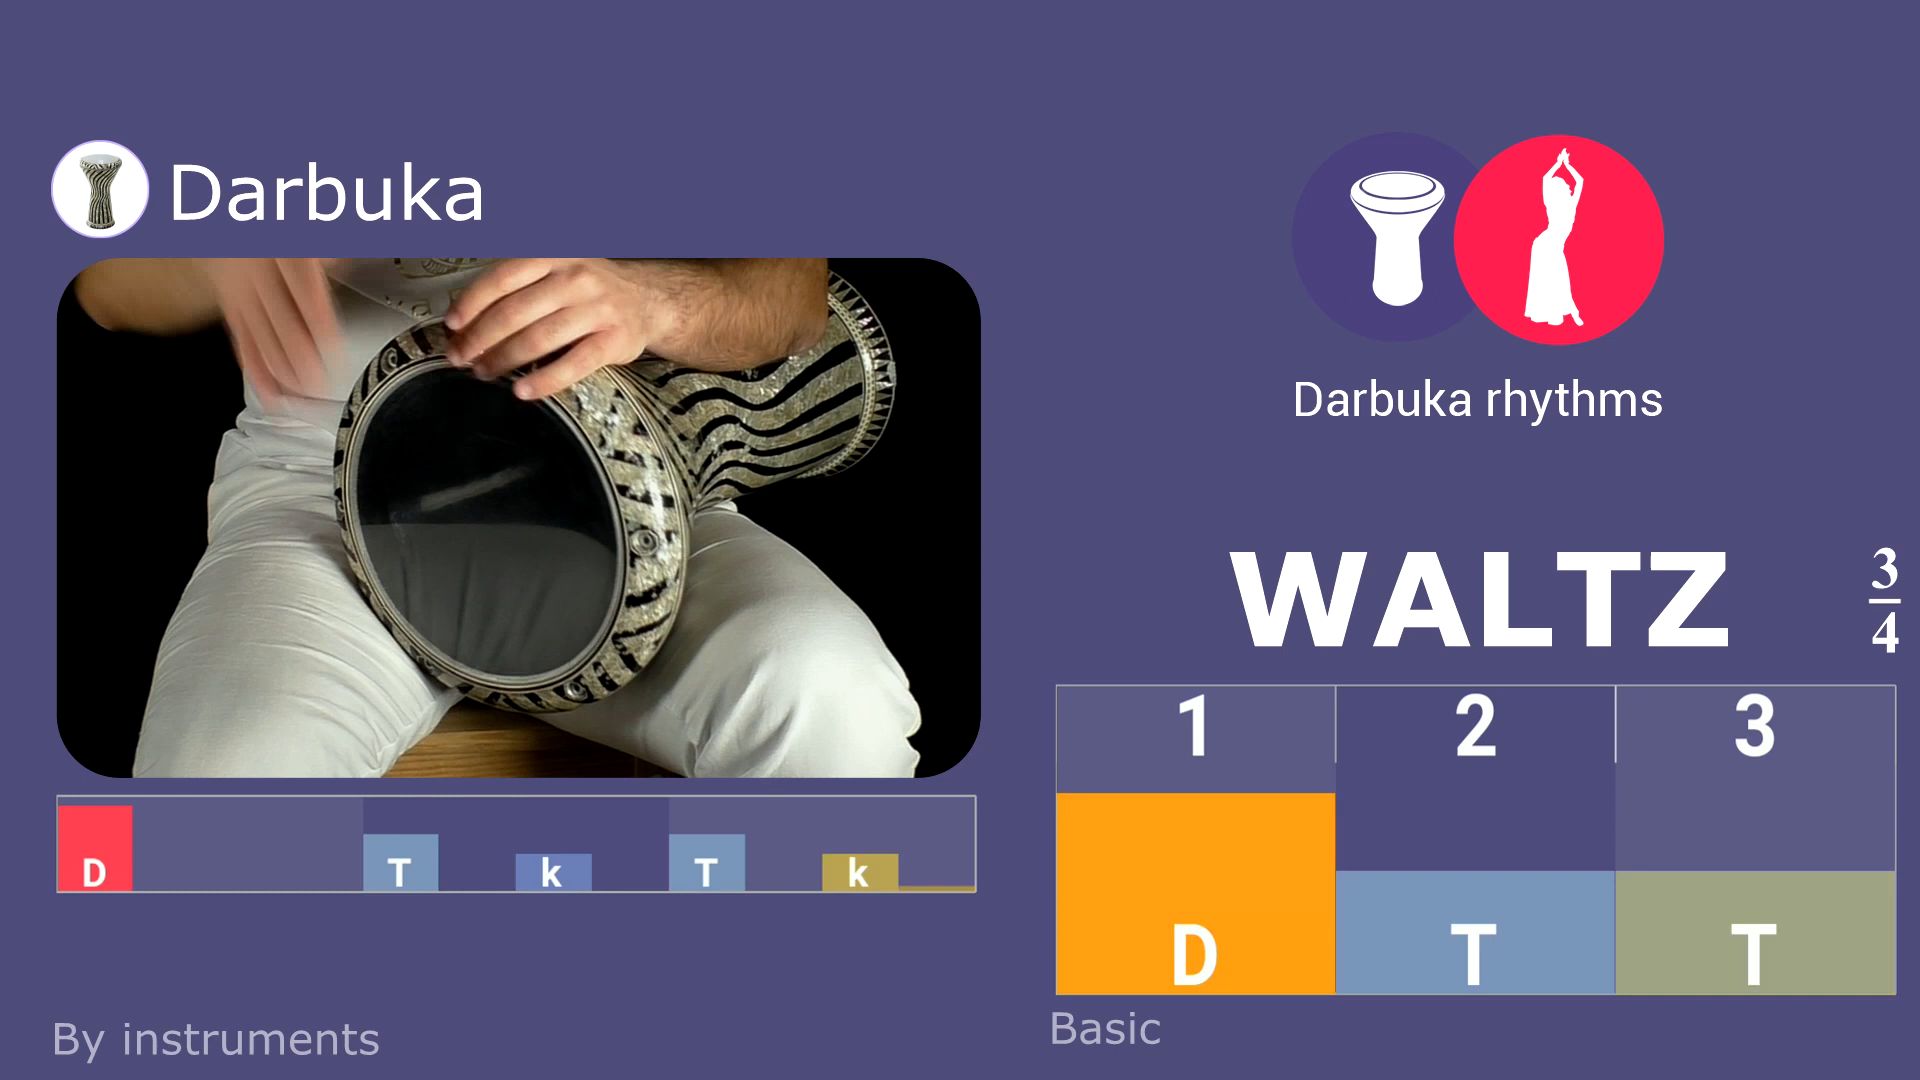 Darbuka
D T k T k
By instruments
Darbuka rhythms
WALTZ 3/4
1 2 3
D T T
Basic